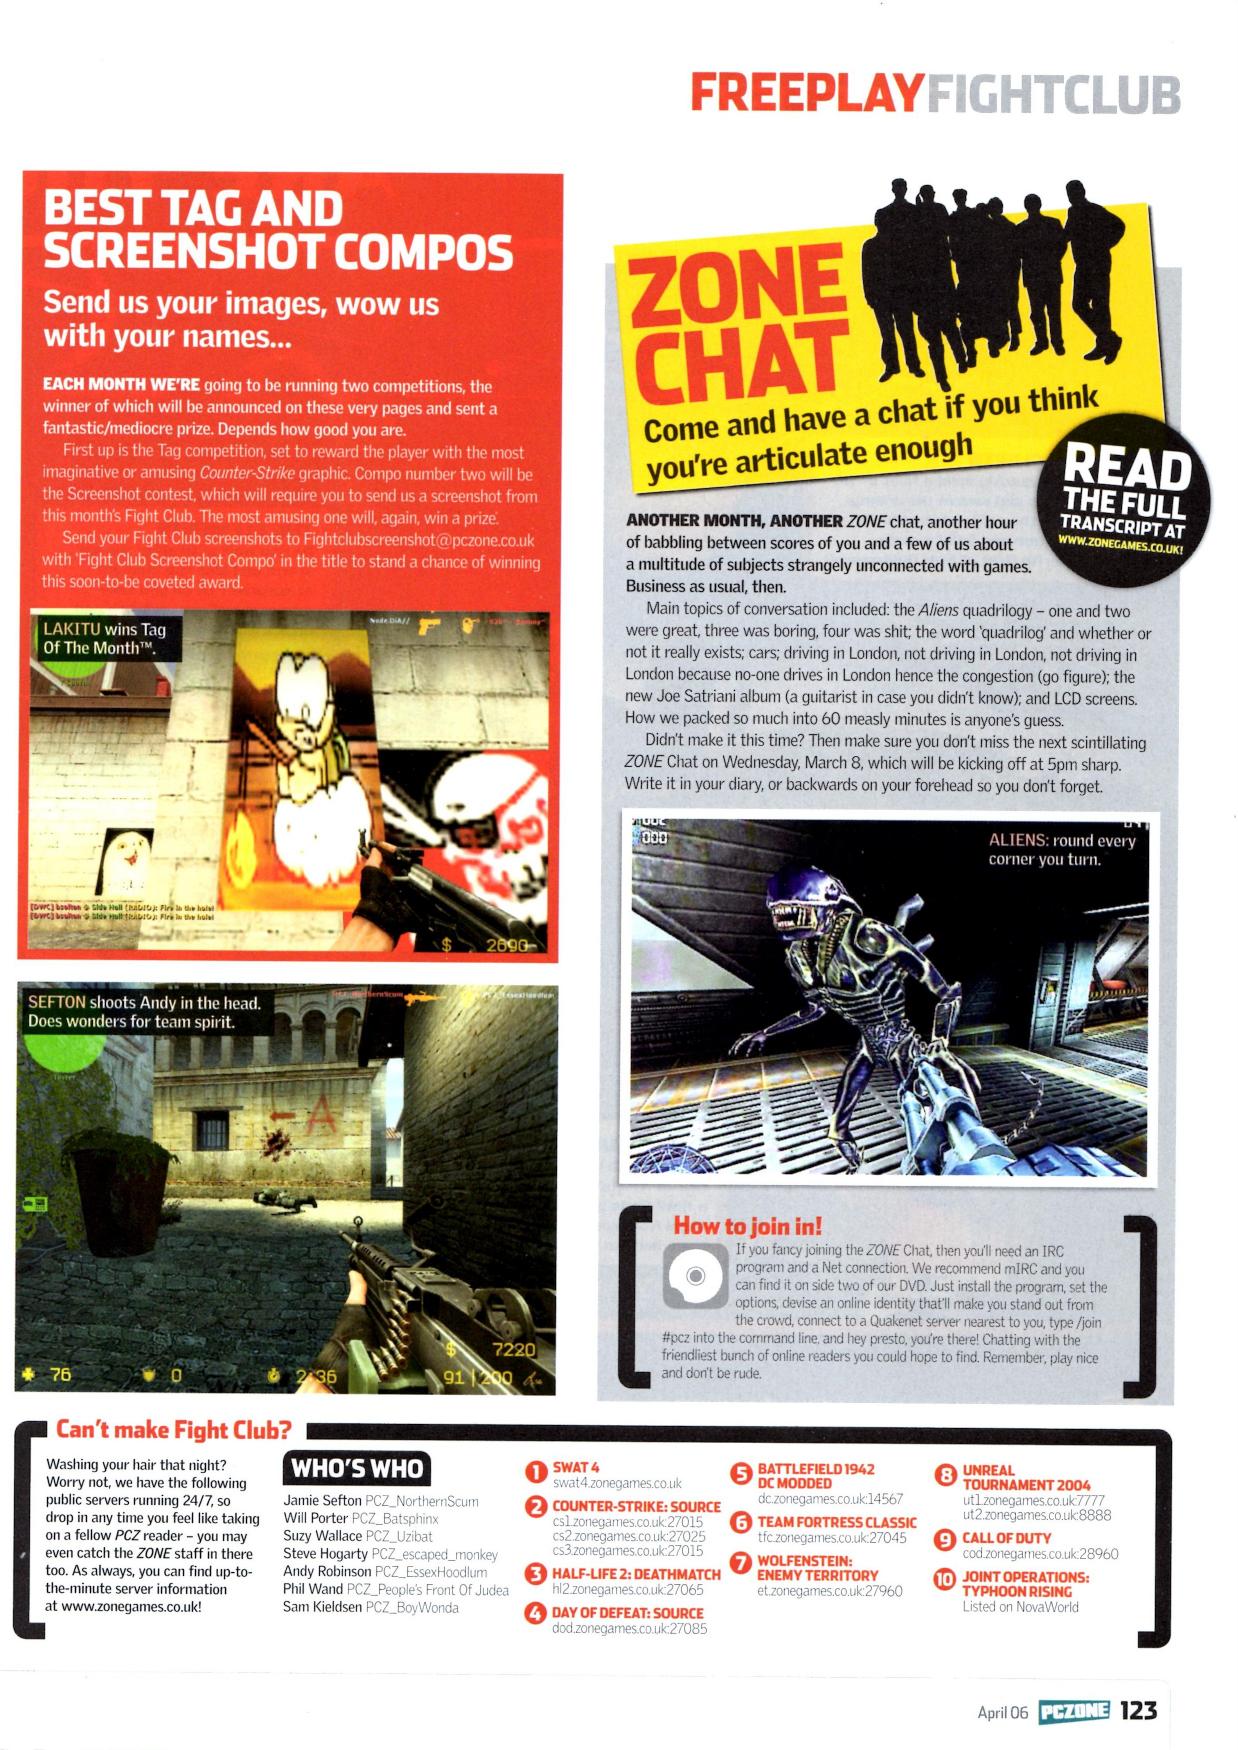 FREEPLAYFIGHTCLUB
BEST TAG AND
SCREENSHOT COMPOS
Send us your images, wow us
with your names...
EACH MONTH WE'RE going to be running two competitions, the
winner of which will be announced on these very pages and sent a
fantastic/mediocre prize. Depends how good you are.
First up is the Tag competition, set to reward the player with the most
imaginative or amusing Counter-Strike graphic. Compo number two will be
the Screenshot contest, which will require you to send us a screenshot from
this month's Fight Club. The most amusing one will, again, win a prize.
Send your Fight Club screenshots to Fightclubscreenshot@pczone.co.uk
with 'Fight Club Screenshot Compo' in the title to stand a chance of winning
this soon-to-be coveted award.
LAKITU wins Tag
Of The Month™.
$ 2690
SEFTON shoots Andy in the head.
Does wonders for team spirit.
A
$ 7220
76 0 2:36 91 | 200
ZONE
CHAT
Come and have a chat if you think
you're articulate enough
READ
THE FULL
TRANSCRIPT AT
WWW.ZONEGAMES.CO.UK!
ANOTHER MONTH, ANOTHER ZONE chat, another hour
of babbling between scores of you and a few of us about
a multitude of subjects strangely unconnected with games.
Business as usual, then.
Main topics of conversation included: the Aliens quadrilogy – one and two
were great, three was boring, four was shit; the word 'quadrilog' and whether or
not it really exists; cars; driving in London, not driving in London, not driving in
London because no-one drives in London hence the congestion (go figure); the
new Joe Satriani album (a guitarist in case you didn't know); and LCD screens.
How we packed so much into 60 measly minutes is anyone's guess.
Didn't make it this time? Then make sure you don't miss the next scintillating
ZONE Chat on Wednesday, March 8, which will be kicking off at 5pm sharp.
Write it in your diary, or backwards on your forehead so you don't forget.
000
ALIENS: round every
corner you turn.
How to join in!
If you fancy joining the ZONE Chat, then you'll need an IRC
program and a Net connection. We recommend mIRC and you
can find it on side two of our DVD. Just install the program, set the
options, devise an online identity that'll make you stand out from
the crowd, connect to a Quakenet server nearest to you, type /join
#pcz into the command line, and hey presto, you're there! Chatting with the
friendliest bunch of online readers you could hope to find. Remember, play nice
and don't be rude.
Can't make Fight Club?
Washing your hair that night?
Worry not, we have the following
public servers running 24/7, so
drop in any time you feel like taking
on a fellow PCZ reader – you may
even catch the ZONE staff in there
too. As always, you can find up-to-
the-minute server information
at www.zonegames.co.uk!
WHO'S WHO
Jamie Sefton PCZ_NorthernScum
Will Porter PCZ_Batsphinx
Suzy Wallace PCZ_Uzibat
Steve Hogarty PCZ_escaped_monkey
Andy Robinson PCZ_EssexHoodlum
Phil Wand PCZ_People's Front Of Judea
Sam Kieldsen PCZ_BoyWonda
1 SWAT 4
swat4.zonegames.co.uk
2 COUNTER-STRIKE: SOURCE
cs1.zonegames.co.uk:27015
cs2.zonegames.co.uk:27025
cs3.zonegames.co.uk:27015
3 HALF-LIFE 2: DEATHMATCH
hl2.zonegames.co.uk:27065
4 DAY OF DEFEAT: SOURCE
dod.zonegames.co.uk:27085
5 BATTLEFIELD 1942
DC MODDED
dc.zonegames.co.uk:14567
6 TEAM FORTRESS CLASSIC
tfc.zonegames.co.uk:27045
7 WOLFENSTEIN:
ENEMY TERRITORY
et.zonegames.co.uk:27960
8 UNREAL
TOURNAMENT 2004
ut1.zonegames.co.uk:7777
ut2.zonegames.co.uk:8888
9 CALL OF DUTY
cod.zonegames.co.uk:28960
10 JOINT OPERATIONS:
TYPHOON RISING
Listed on NovaWorld
April 06 PCZONE 123